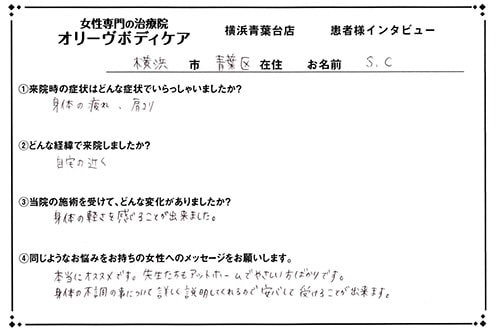 女性専門の治療院
オリーヴボディケア 横浜青葉台店 患者様インタビュー
横浜 市 青葉区 在住 お名前 S.C
①来院時の症状はどんな症状でいらっしゃいましたか?
身体の疲れ、肩こり
②どんな経緯で来院しましたか?
自宅の近く
③当院の施術を受けて、どんな変化がありましたか?
身体の軽さを感じることが出来ました。
④同じようなお悩みをお持ちの女性へのメッセージをお願いします。
本当にオススメです。先生たちもアットホームでやさしい方ばかりです。
身体の不調の事について詳しく説明してくれるので安心して受けることが出来ます。